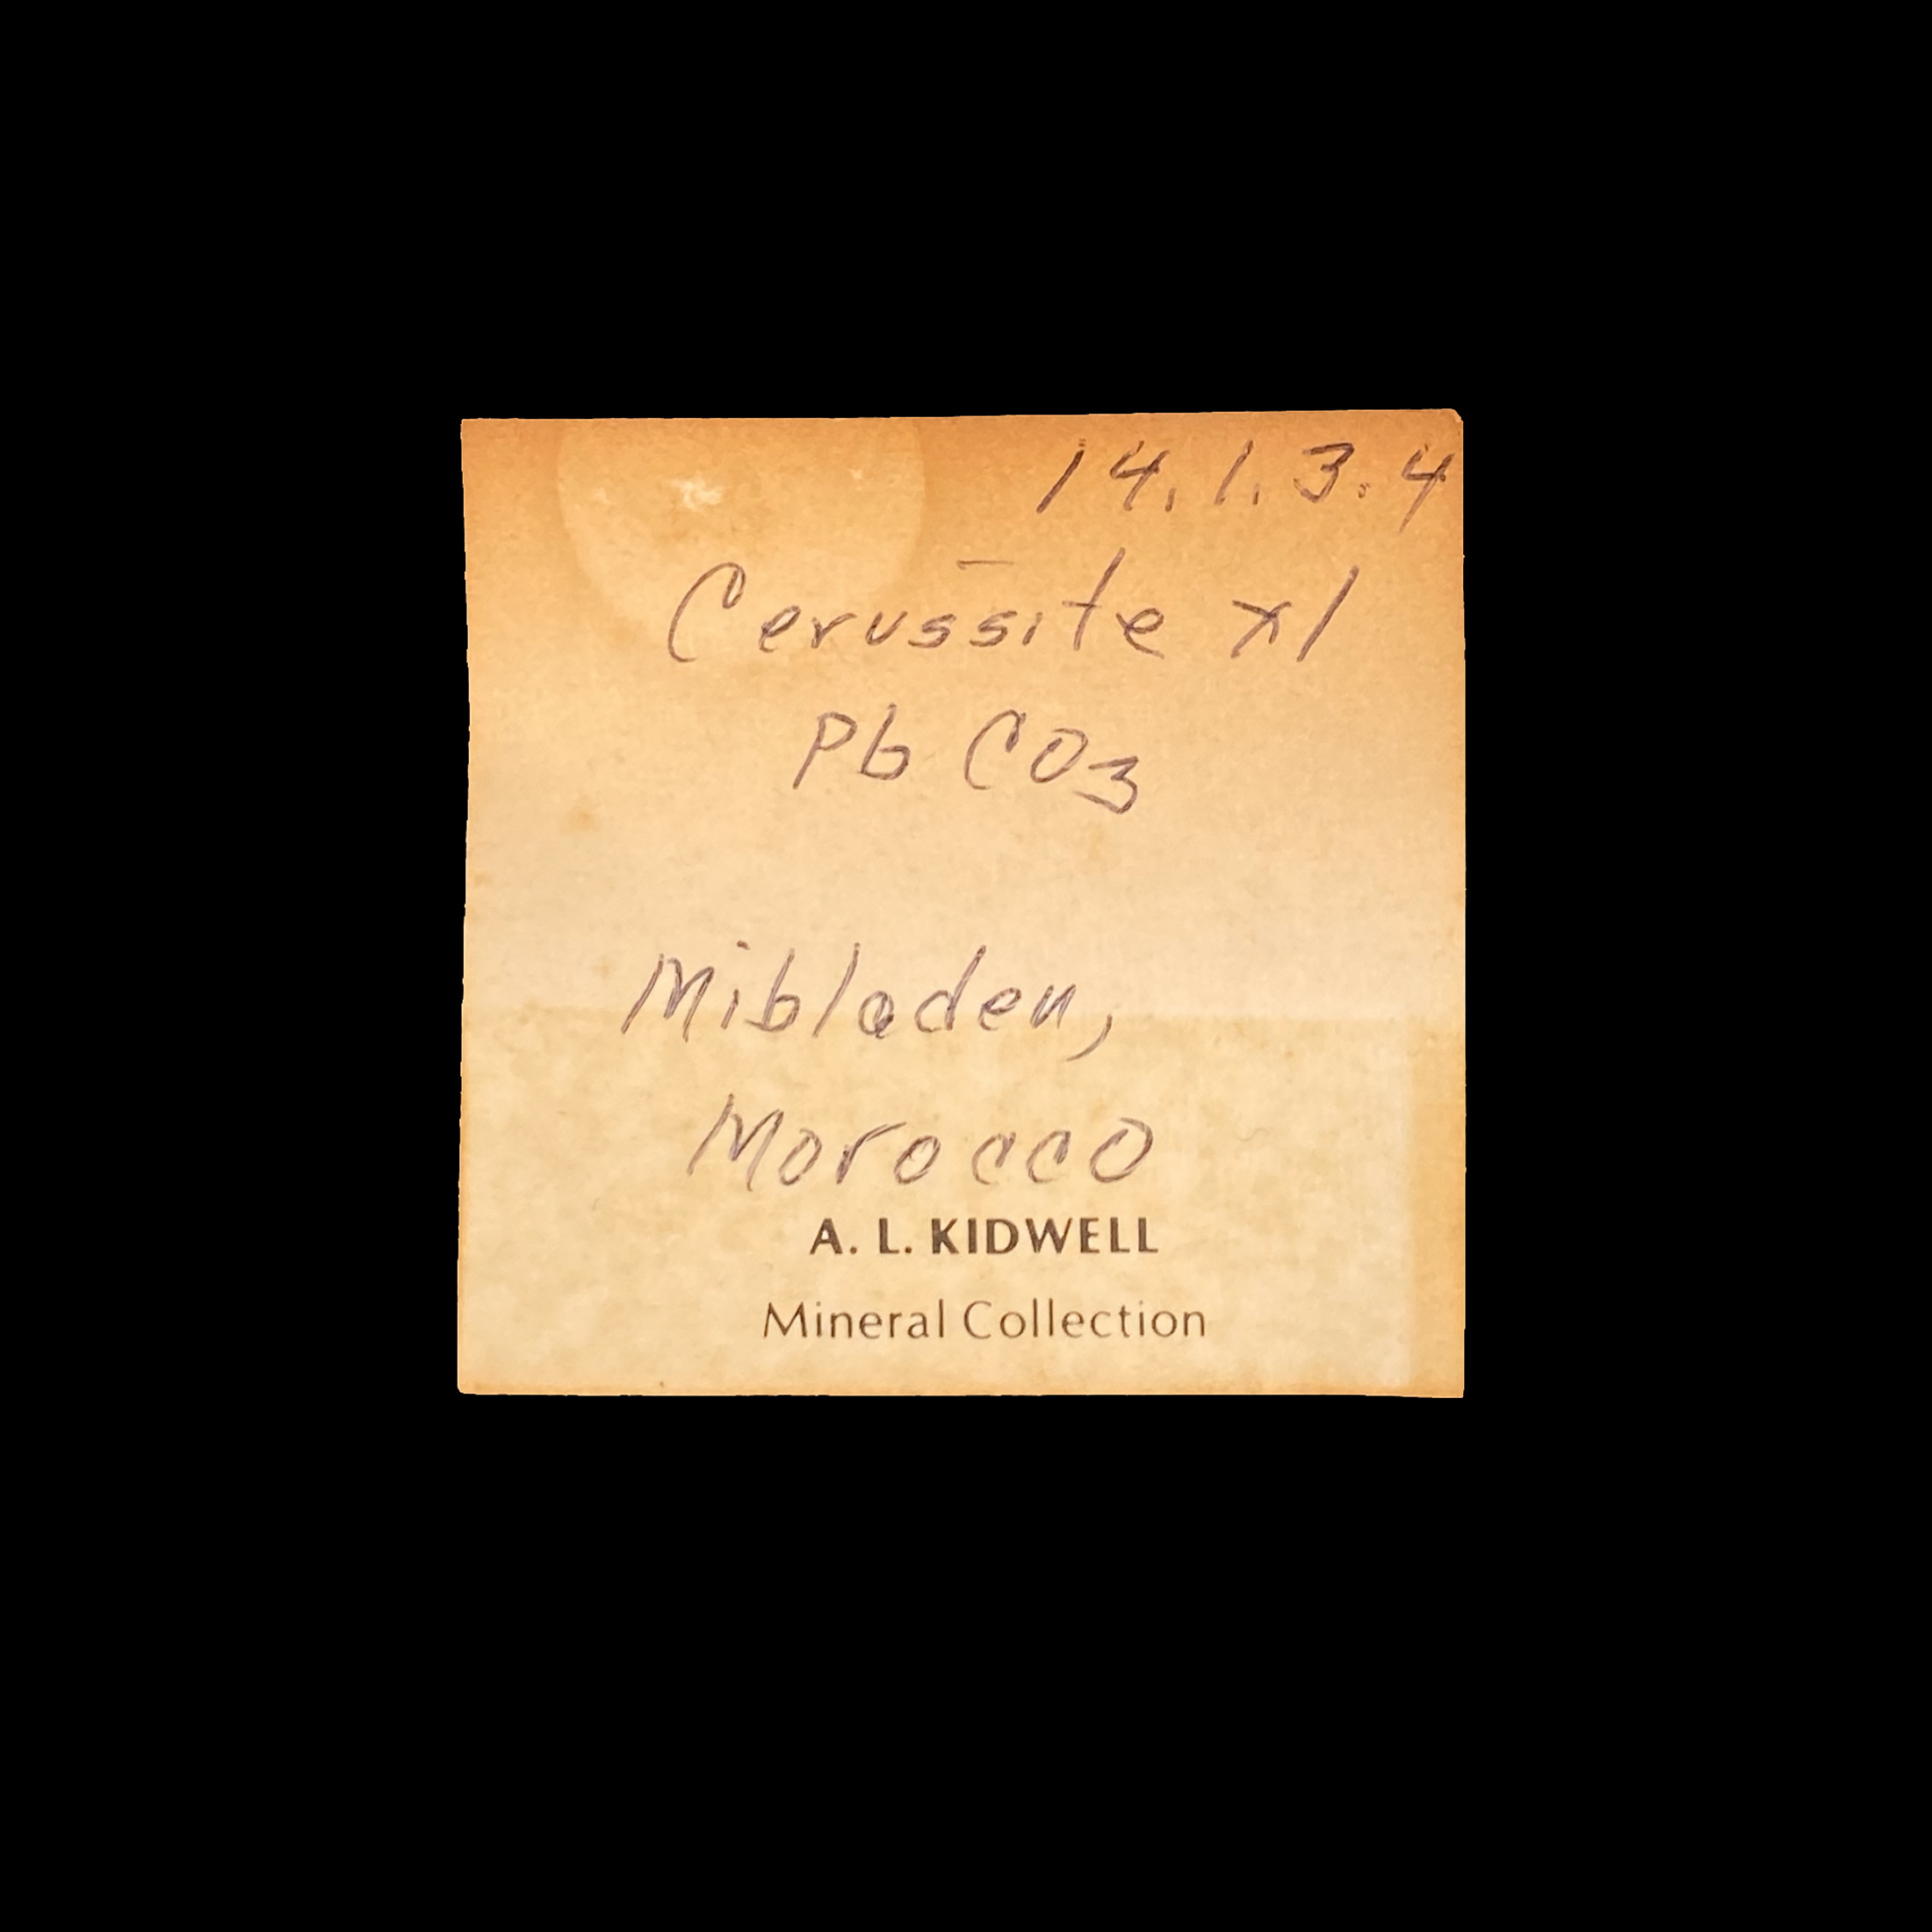 14.1.3.4
Cerussite xl
Pb CO3
Mibladen,
Morocco
A. L. KIDWELL
Mineral Collection